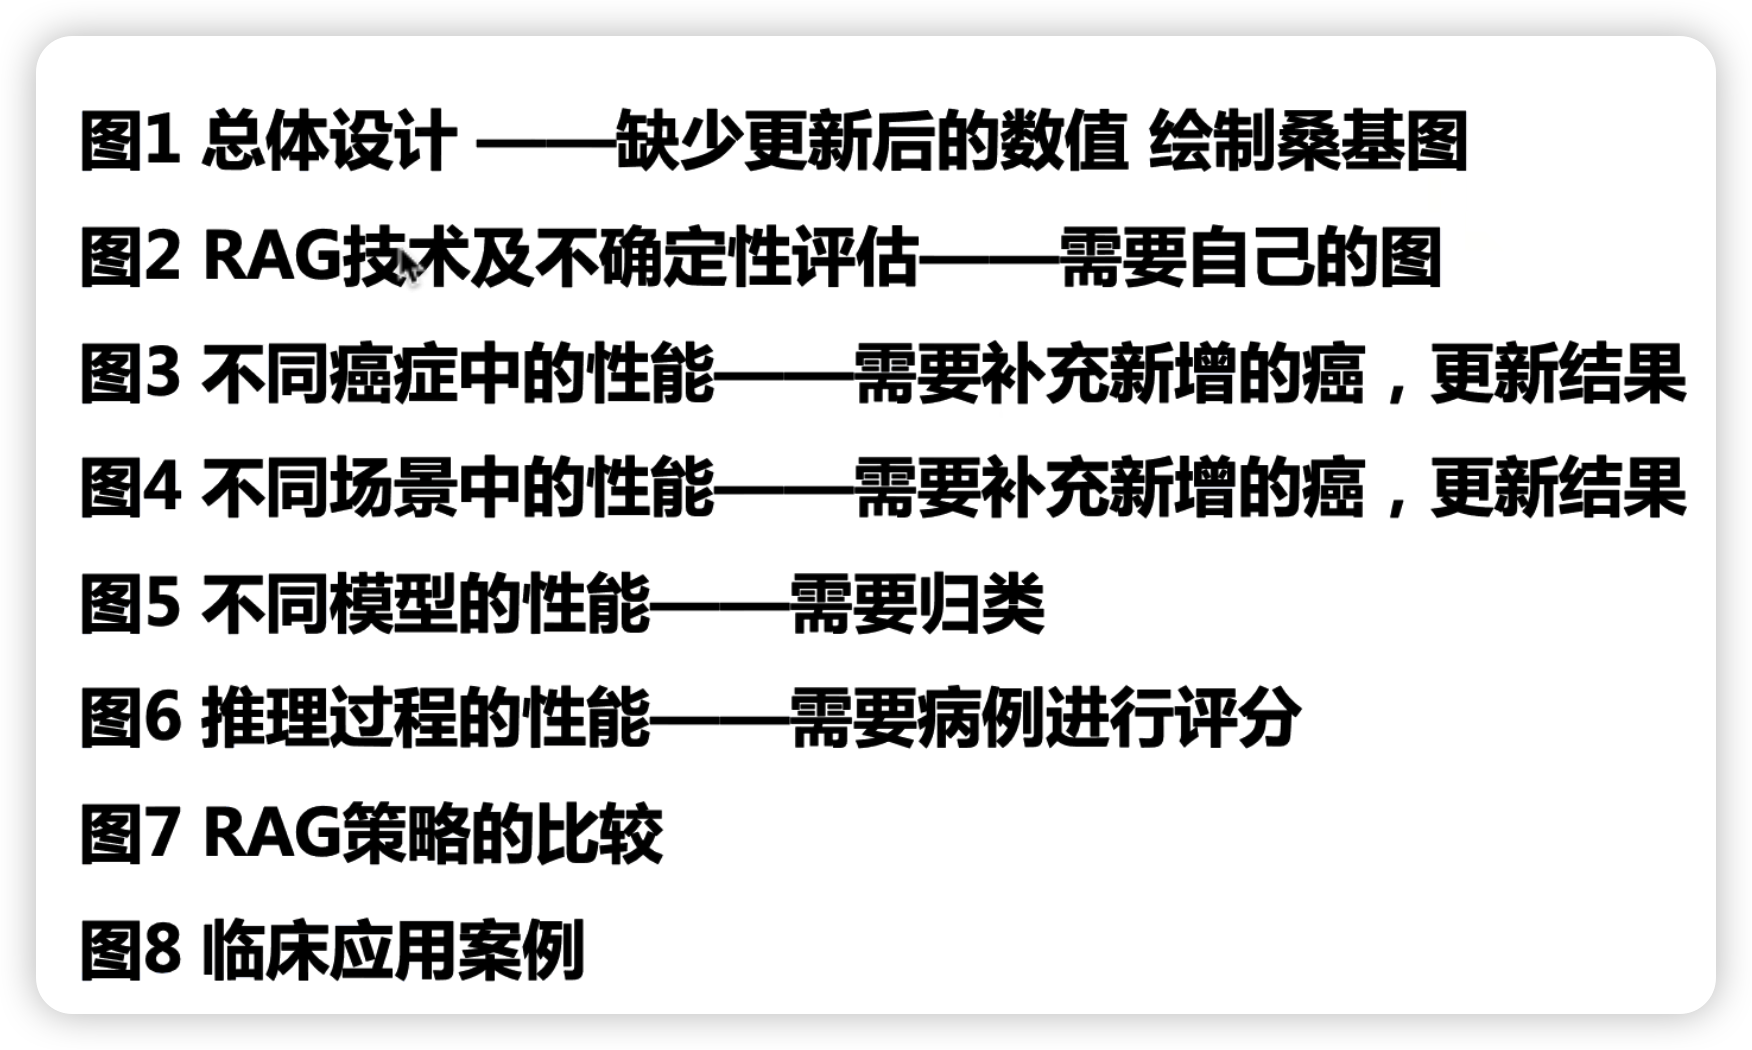 图1 总体设计 ——缺少更新后的数值 绘制桑基图
图2 RAG技术及不确定性评估——需要自己的图
图3 不同癌症中的性能——需要补充新增的癌，更新结果
图4 不同场景中的性能——需要补充新增的癌，更新结果
图5 不同模型的性能——需要归类
图6 推理过程的性能——需要病例进行评分
图7 RAG策略的比较
图8 临床应用案例